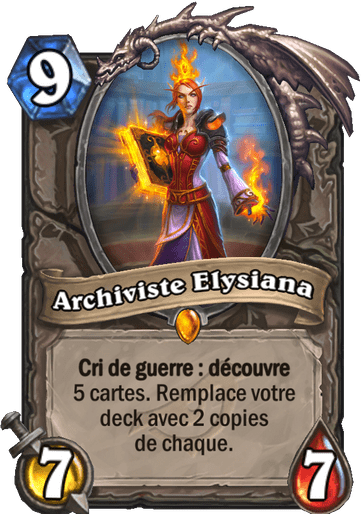 9
Archiviste Elysiana
Cri de guerre : découvre
5 cartes. Remplace votre
deck avec 2 copies
de chaque.
7
7